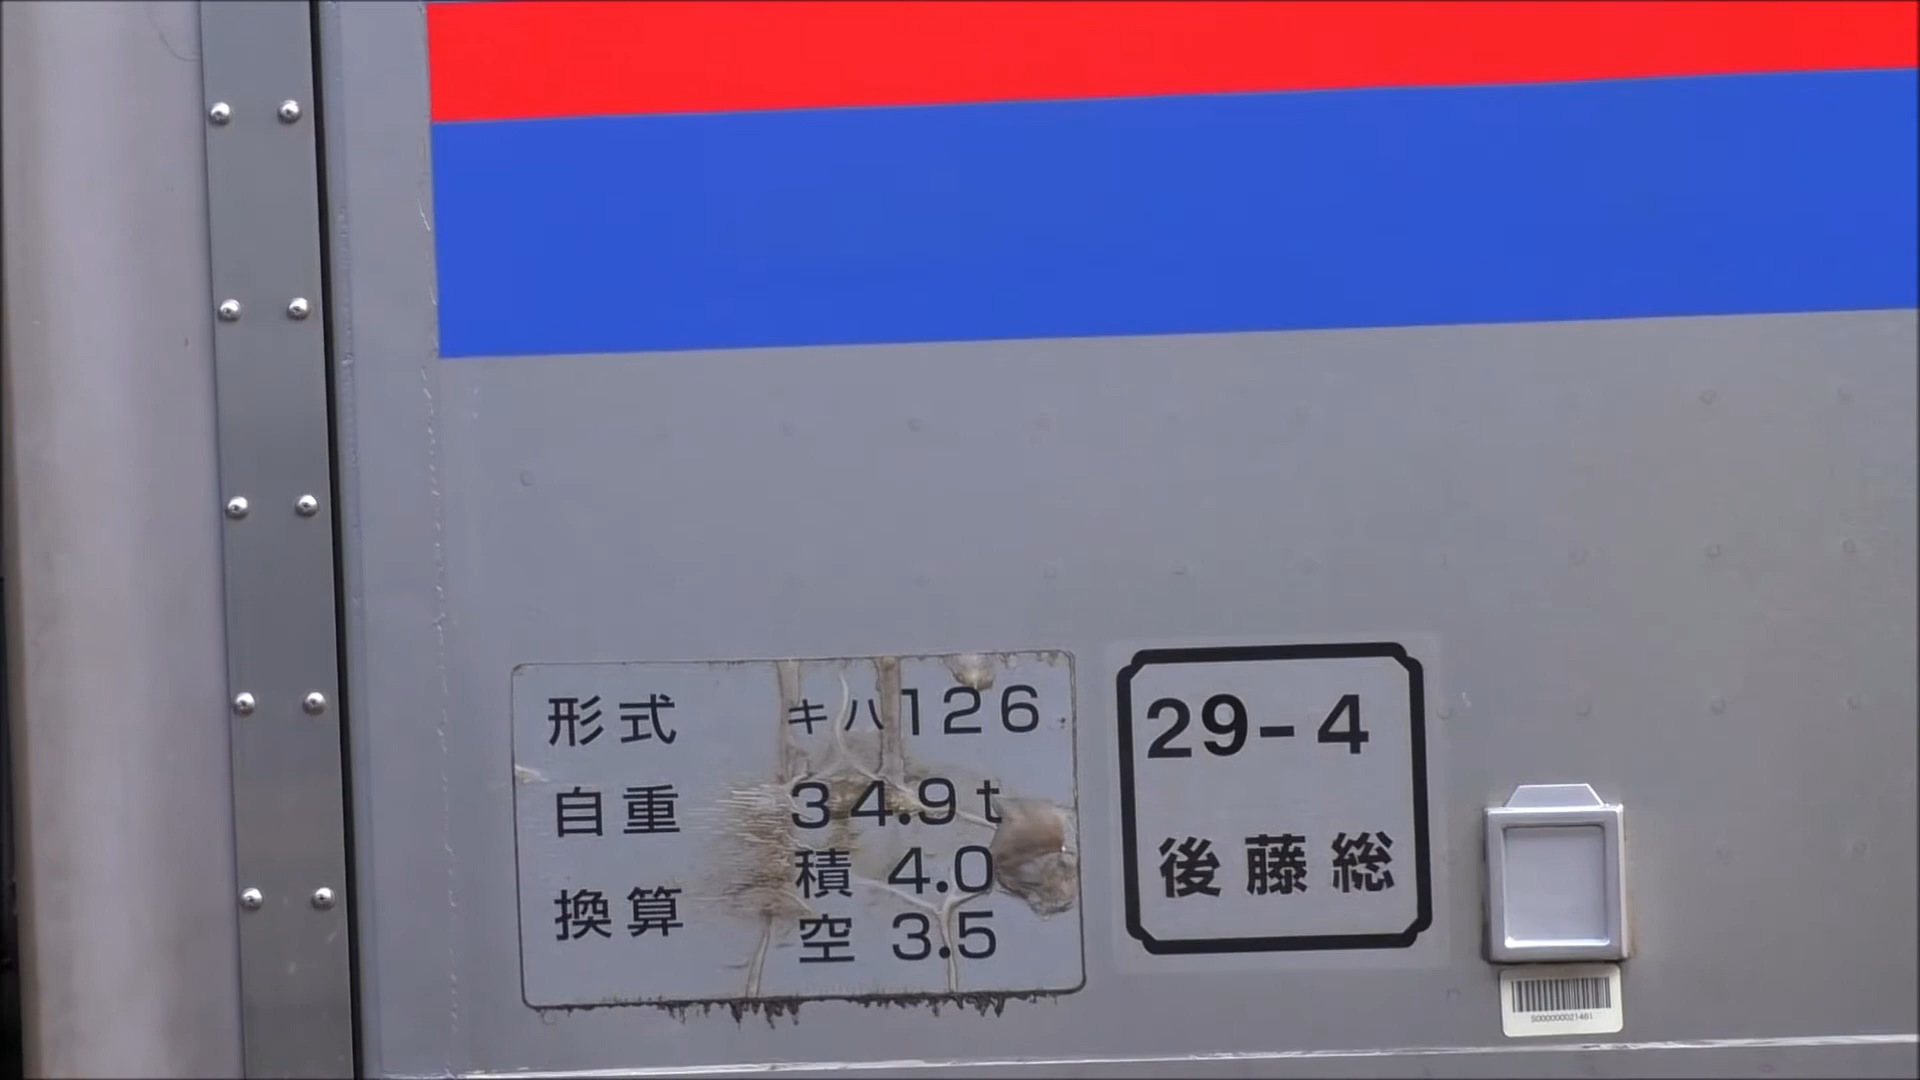 形式 キハ126
自重 34.9t
換算 積 4.0
空 3.5
29-4
後藤総
S000000021461